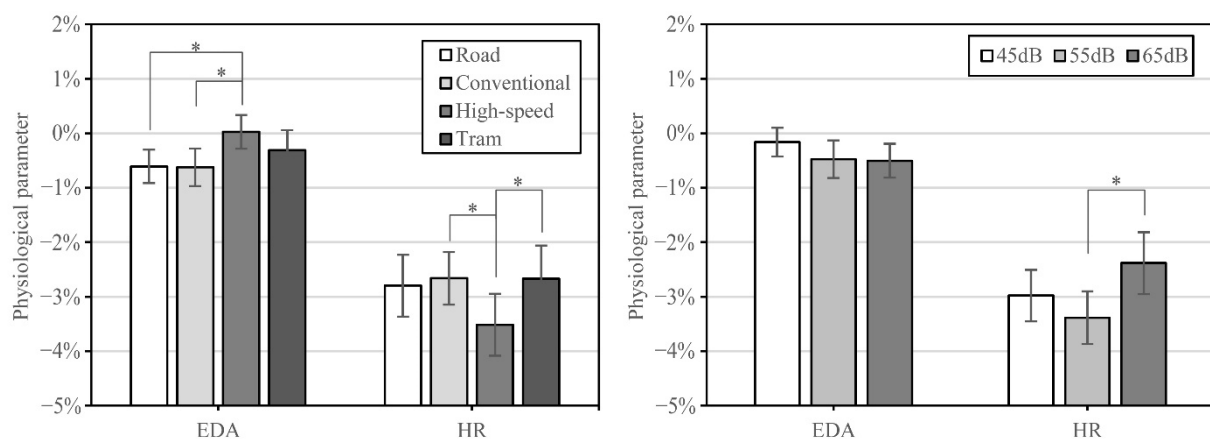 Physiological parameter
2%
1%
0%
−1%
−2%
−3%
−4%
−5%
* 
*
*
*
Road
Conventional
High-speed
Tram
EDA
HR
Physiological parameter
2%
1%
0%
−1%
−2%
−3%
−4%
−5%
45dB 55dB 65dB
*
EDA
HR